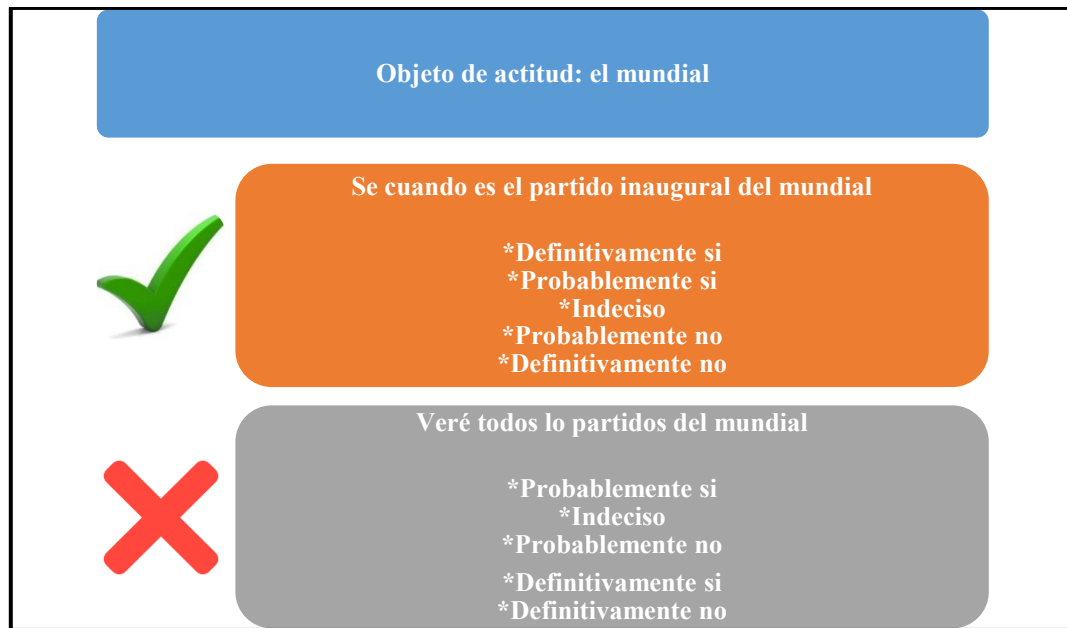 Objeto de actitud: el mundial
Se cuando es el partido inaugural del mundial
*Definitivamente si
*Probablemente si
*Indeciso
*Probablemente no
*Definitivamente no
Veré todos lo partidos del mundial
*Probablemente si
*Indeciso
*Probablemente no
*Definitivamente si
*Definitivamente no